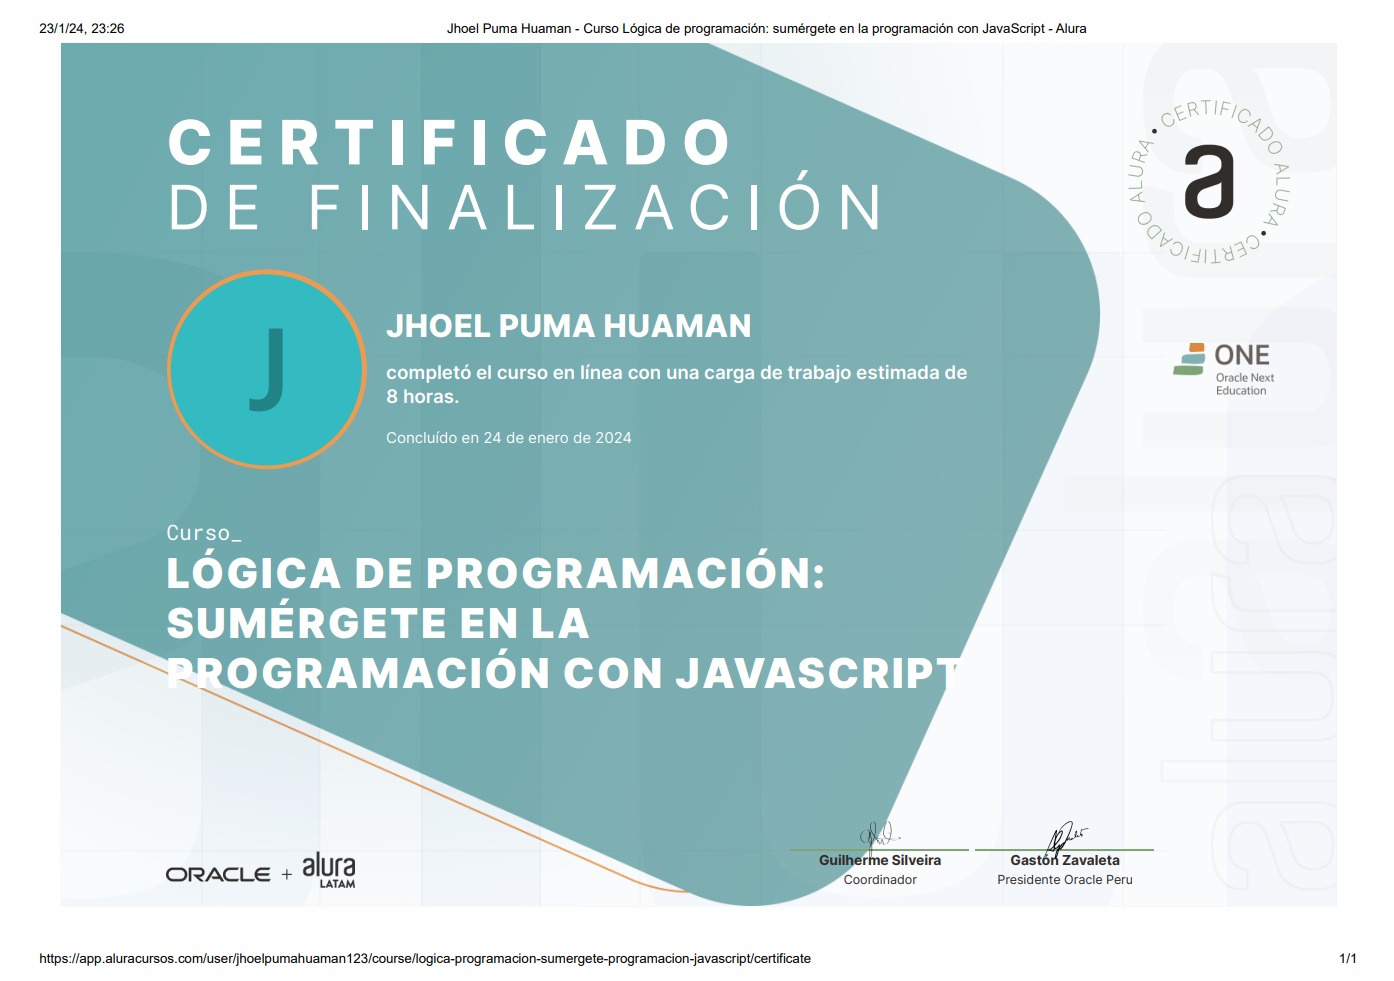 23/1/24, 23:26
Jhoel Puma Huaman - Curso Lógica de programación: sumérgete en la programación con JavaScript - Alura
CERTIFICADO
DE FINALIZACIÓN
CERTIFICADO ALURA • CERTIFICADO ALURA •
a
J
JHOEL PUMA HUAMAN
completó el curso en línea con una carga de trabajo estimada de
8 horas.
Concluído en 24 de enero de 2024
ONE
Oracle Next
Education
Curso_
LÓGICA DE PROGRAMACIÓN:
SUMÉRGETE EN LA
PROGRAMACIÓN CON JAVASCRIPT
alura
alura
ORACLE + alura
LATAM
Guilherme Silveira
Coordinador
Gastón Zavaleta
Presidente Oracle Peru
https://app.aluracursos.com/user/jhoelpumahuaman123/course/logica-programacion-sumergete-programacion-javascript/certificate
1/1